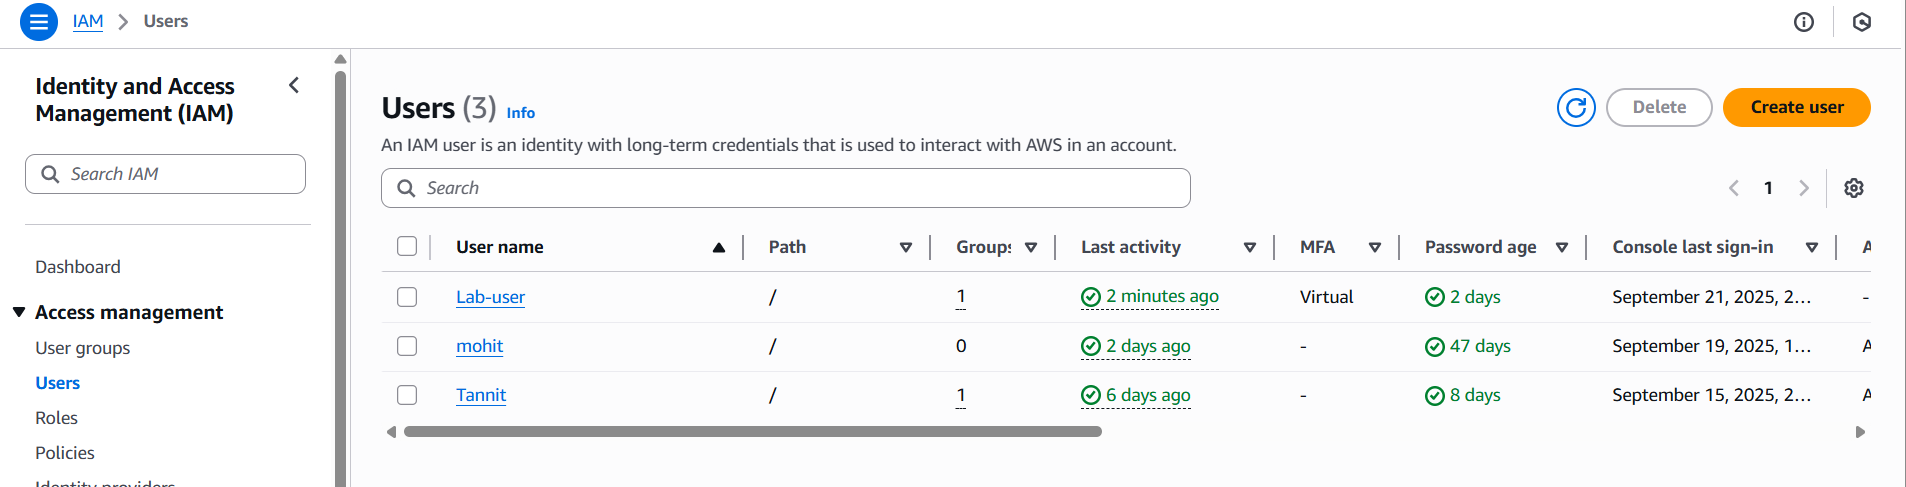 IAM > Users
Identity and Access
Management (IAM)
Search IAM
Dashboard
Access management
User groups
Users
Roles
Policies
Identity providers
Users (3) Info
Delete
Create user
An IAM user is an identity with long-term credentials that is used to interact with AWS in an account.
Search
1
User name Path Groups Last activity MFA Password age Console last sign-in A
Lab-user / 1 2 minutes ago Virtual 2 days September 21, 2025, 2... -
mohit / 0 2 days ago - 47 days September 19, 2025, 1... A
Tannit / 1 6 days ago - 8 days September 15, 2025, 2... A